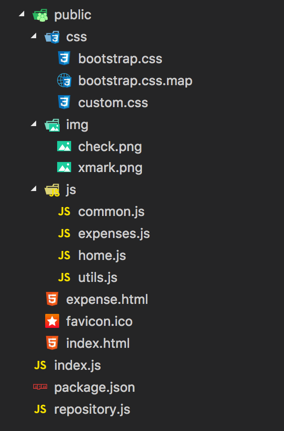 public
css
bootstrap.css
bootstrap.css.map
custom.css
img
check.png
xmark.png
js
JS common.js
JS expenses.js
JS home.js
JS utils.js
expense.html
favicon.ico
index.html
JS index.js
package.json
JS repository.js